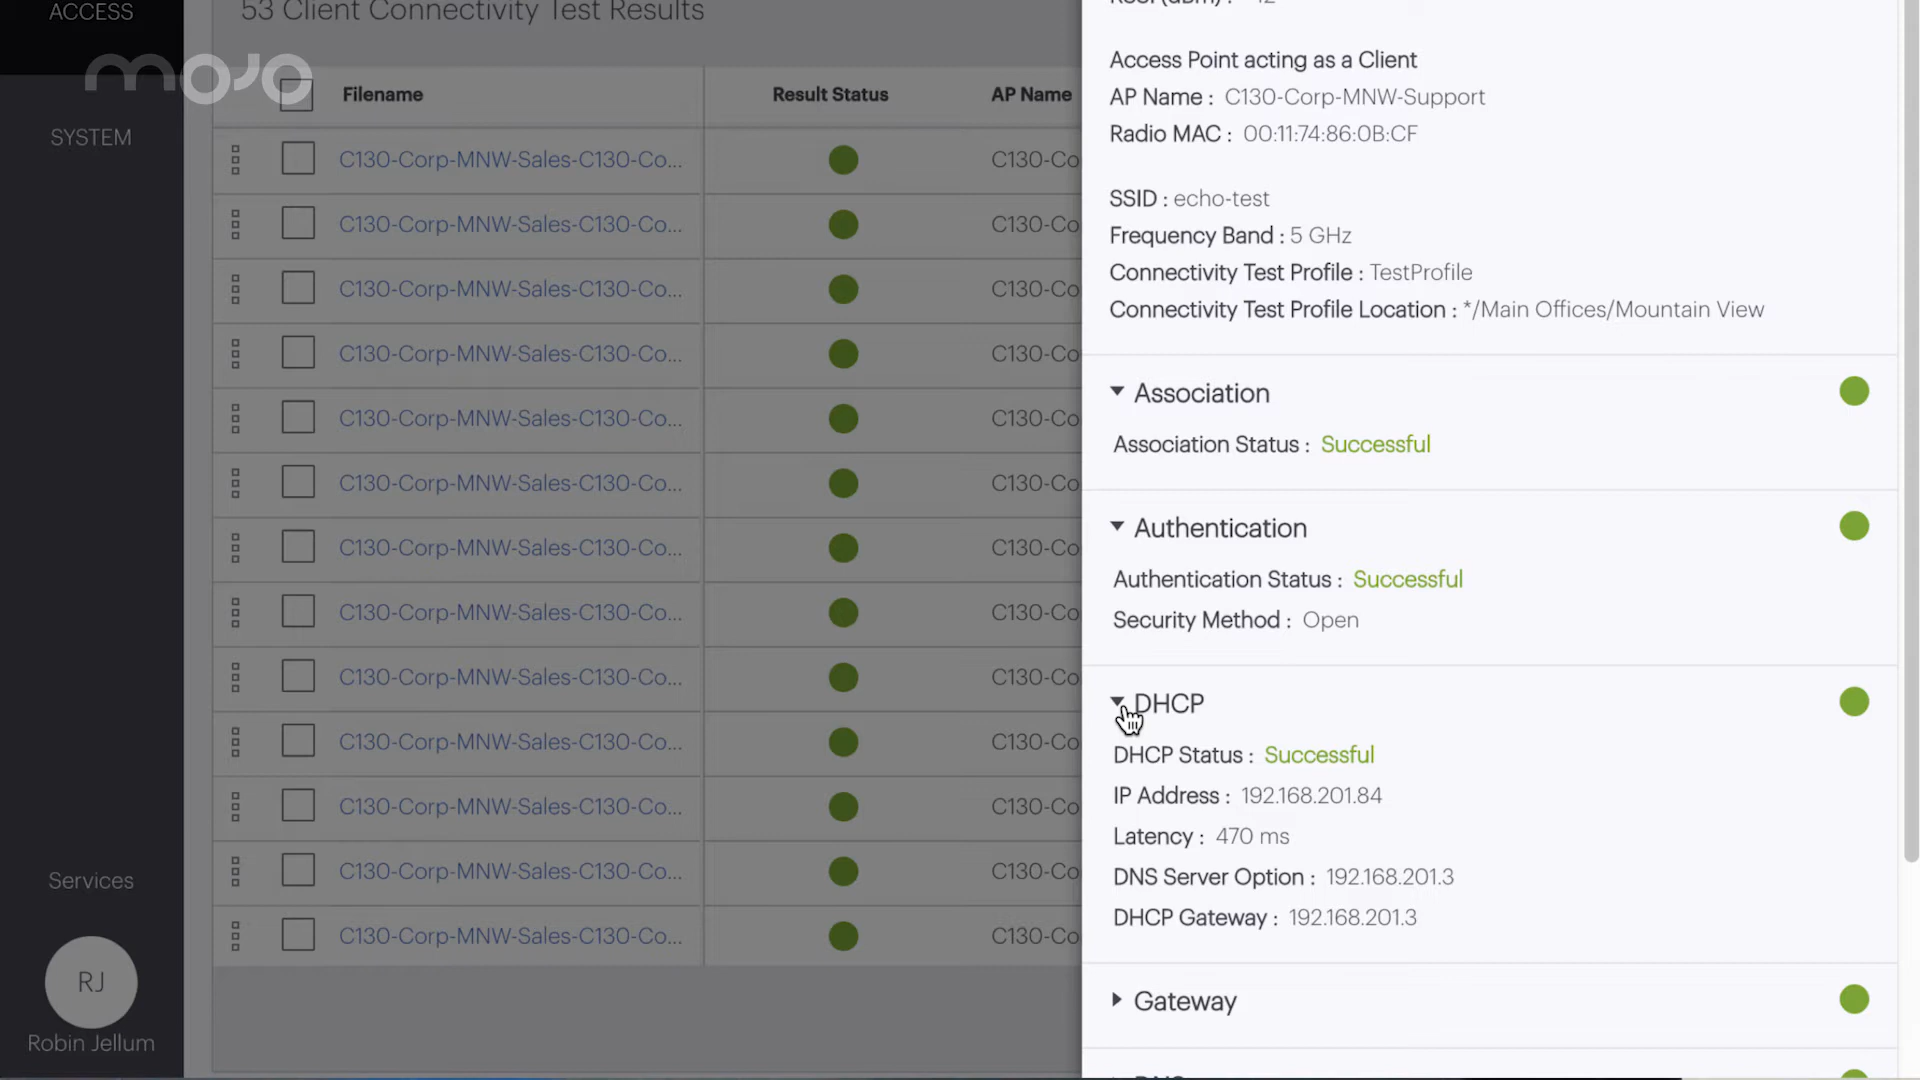 ACCESS
mojo
SYSTEM
Services
RJ
Robin Jellum
53 Client Connectivity Test Results
Filename Result Status AP Name
C130-Corp-MNW-Sales-C130-Co... C130-Co
C130-Corp-MNW-Sales-C130-Co... C130-Co
C130-Corp-MNW-Sales-C130-Co... C130-Co
C130-Corp-MNW-Sales-C130-Co... C130-Co
C130-Corp-MNW-Sales-C130-Co... C130-Co
C130-Corp-MNW-Sales-C130-Co... C130-Co
C130-Corp-MNW-Sales-C130-Co... C130-Co
C130-Corp-MNW-Sales-C130-Co... C130-Co
C130-Corp-MNW-Sales-C130-Co... C130-Co
C130-Corp-MNW-Sales-C130-Co... C130-Co
C130-Corp-MNW-Sales-C130-Co... C130-Co
C130-Corp-MNW-Sales-C130-Co... C130-Co
C130-Corp-MNW-Sales-C130-Co... C130-Co
Access Point acting as a Client
AP Name : C130-Corp-MNW-Support
Radio MAC : 00:11:74:86:0B:CF
SSID : echo-test
Frequency Band : 5 GHz
Connectivity Test Profile : TestProfile
Connectivity Test Profile Location : */Main Offices/Mountain View
Association
Association Status : Successful
Authentication
Authentication Status : Successful
Security Method : Open
DHCP
DHCP Status : Successful
IP Address : 192.168.201.84
Latency : 470 ms
DNS Server Option : 192.168.201.3
DHCP Gateway : 192.168.201.3
Gateway